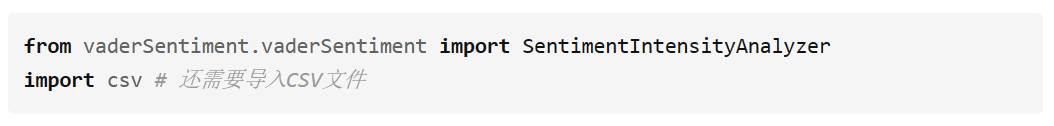 from vaderSentiment.vaderSentiment import SentimentIntensityAnalyzer
import csv # 还需要导入CSV文件